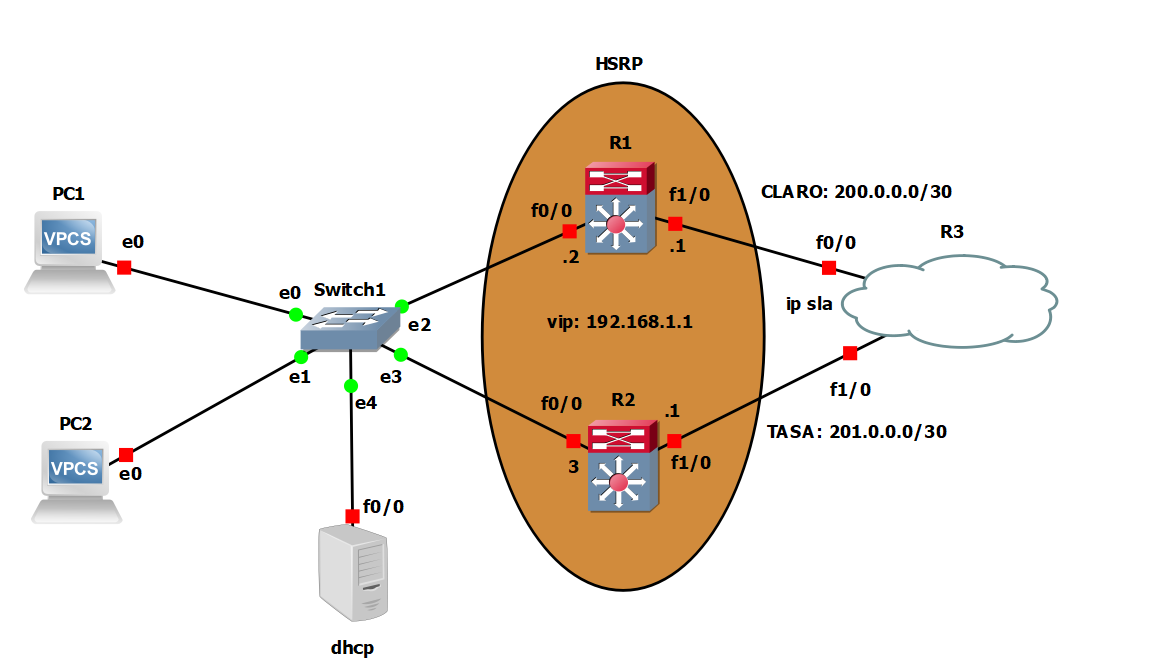 HSRP
R1
PC1
f1/0
CLARO: 200.0.0.0/30
f0/0
R3
VPCS
e0
.1
f0/0
.2
e0
Switch1
ip sla
e2
vip: 192.168.1.1
e1
e3
f1/0
e4
f0/0
R2
.1
PC2
TASA: 201.0.0.0/30
VPCS
e0
3
f1/0
f0/0
dhcp